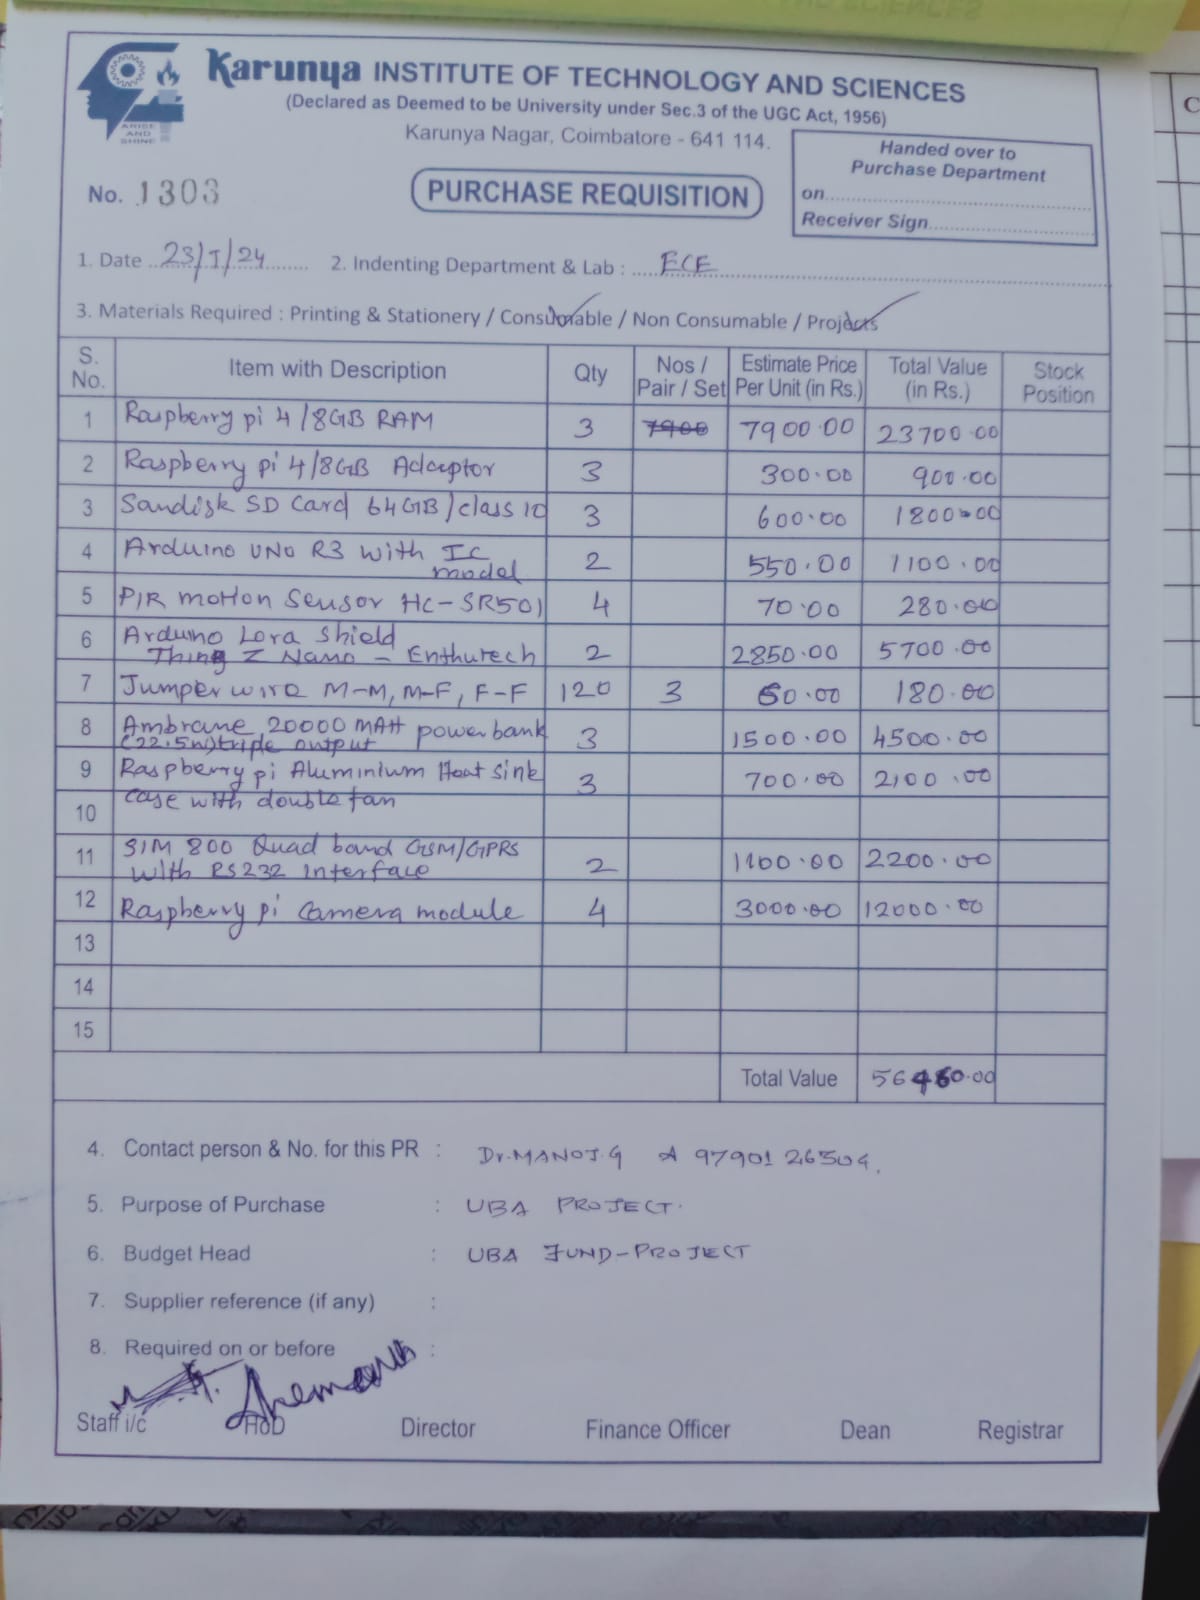 Karunya INSTITUTE OF TECHNOLOGY AND SCIENCES
(Declared as Deemed to be University under Sec.3 of the UGC Act, 1956)
Karunya Nagar, Coimbatore - 641 114.
ARISE
AND
SHINE
Handed over to
Purchase Department
on
Receiver Sign
No. 1303
PURCHASE REQUISITION
1. Date 23/I/24 2. Indenting Department & Lab : ECE
3. Materials Required : Printing & Stationery / Consumable / Non Consumable / Projects
S. No. Item with Description Qty Nos / Pair / Set Estimate Price Per Unit (in Rs.) Total Value (in Rs.) Stock Position
1 Raspberry pi 4/8GB RAM 3 7900 7900.00 23700.00
2 Raspberry pi 4/8GB Adaptor 3 300.00 900.00
3 Sandisk SD Card 64GB/class 10 3 600.00 1800.00
4 Arduino UNO R3 with IC
model 2 550.00 1100.00
5 PIR motion Sensor HC-SR501 4 70.00 280.00
6 Arduino Lora Shield
Thing Z Nano - Enthutech 2 2850.00 5700.00
7 Jumper wire M-M, M-F, F-F 120 3 60.00 180.00
8 Ambrane 20000 MAH power bank
(22.5w) triple output 3 1500.00 4500.00
9 Raspberry pi Aluminium Heat Sink 3 700.00 2100.00
case with double fan
10
11 SIM 800 Quad band GSM/GPRS
with RS232 Interface 2 1100.00 2200.00
12 Raspberry pi Camera module 4 3000.00 12000.00
13
14
15
Total Value 56460.00
4. Contact person & No. for this PR : Dr.MANOJ.G 97901 26504.
5. Purpose of Purchase : UBA PROJECT.
6. Budget Head : UBA FUND-PROJECT
7. Supplier reference (if any) :
8. Required on or before :
Staff i/c HoD Director Finance Officer Dean Registrar